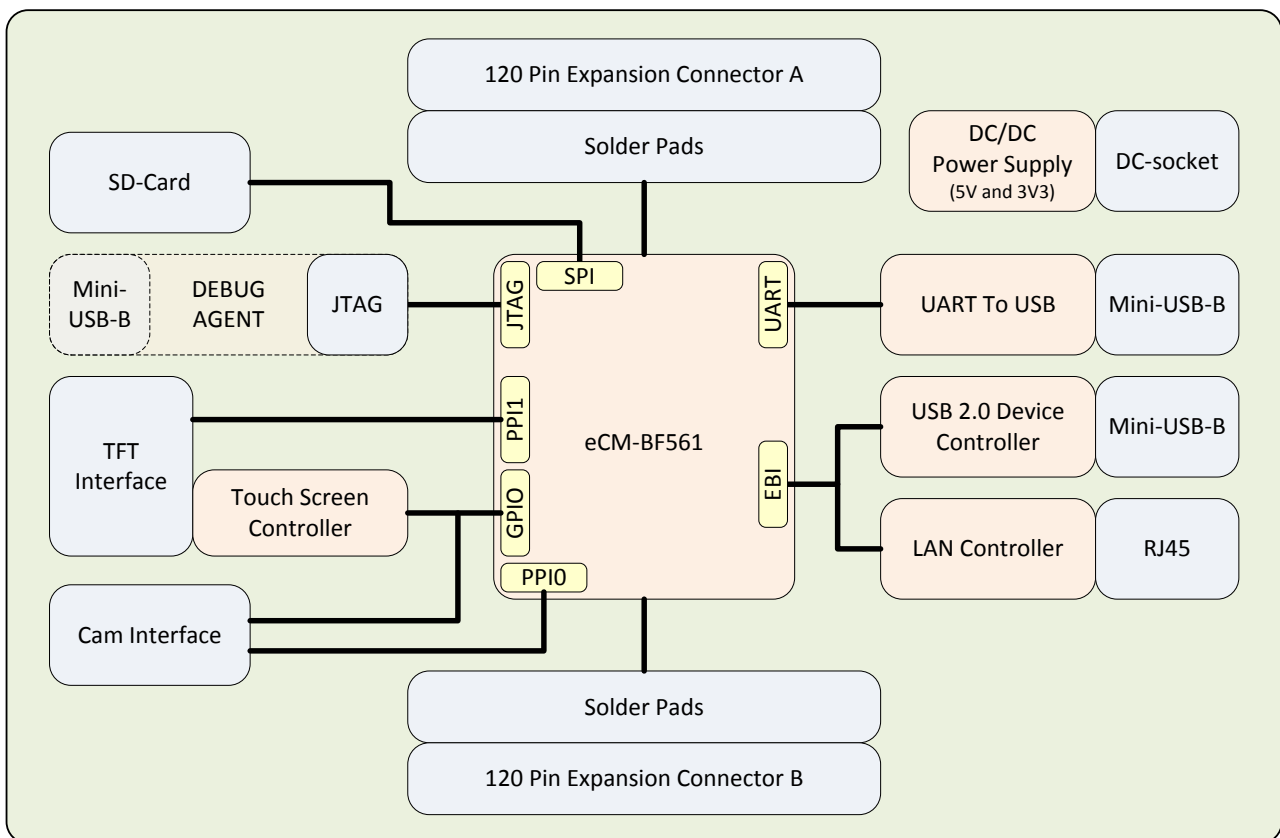 120 Pin Expansion Connector A
Solder Pads
DC/DC
Power Supply
(5V and 3V3)
DC-socket
SD-Card
Mini-
USB-B
DEBUG
AGENT
JTAG
JTAG
SPI
UART
UART To USB
Mini-USB-B
TFT
Interface
PPI1
eCM-BF561
USB 2.0 Device
Controller
Mini-USB-B
Touch Screen
Controller
GPIO
EBI
LAN Controller
RJ45
PPI0
Cam Interface
Solder Pads
120 Pin Expansion Connector B